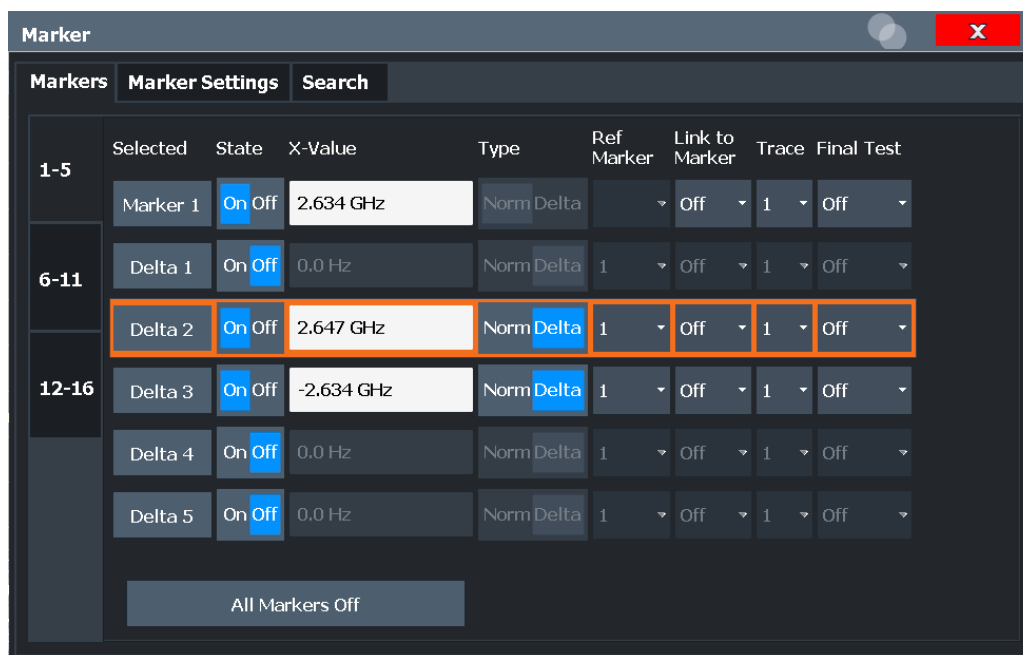 Marker
X
Markers Marker Settings Search
1-5
6-11
12-16
Selected State X-Value Type Ref Marker Link to Marker Trace Final Test
Marker 1 On Off 2.634 GHz Norm Delta Off 1 Off
Delta 1 On Off 0.0 Hz Norm Delta 1 Off 1 Off
Delta 2 On Off 2.647 GHz Norm Delta 1 Off 1 Off
Delta 3 On Off -2.634 GHz Norm Delta 1 Off 1 Off
Delta 4 On Off 0.0 Hz Norm Delta 1 Off 1 Off
Delta 5 On Off 0.0 Hz Norm Delta 1 Off 1 Off
All Markers Off